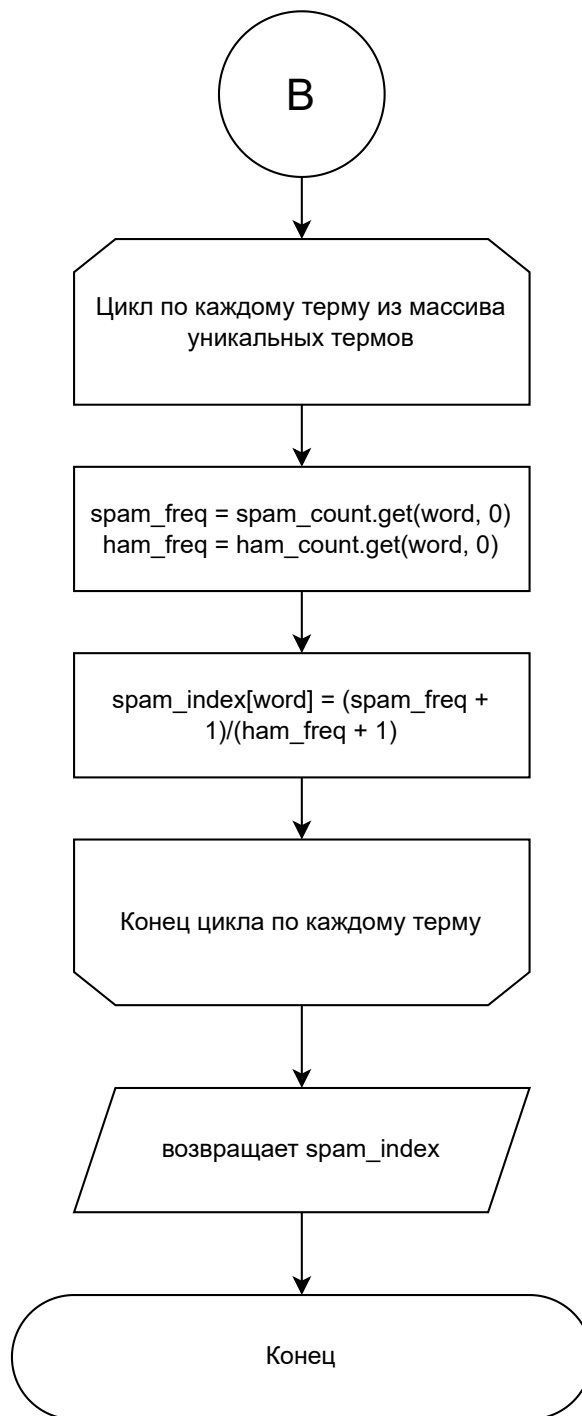 B
Цикл по каждому терму из массива
уникальных термов
spam_freq = spam_count.get(word, 0)
ham_freq = ham_count.get(word, 0)
spam_index[word] = (spam_freq +
1)/(ham_freq + 1)
Конец цикла по каждому терму
возвращает spam_index
Конец